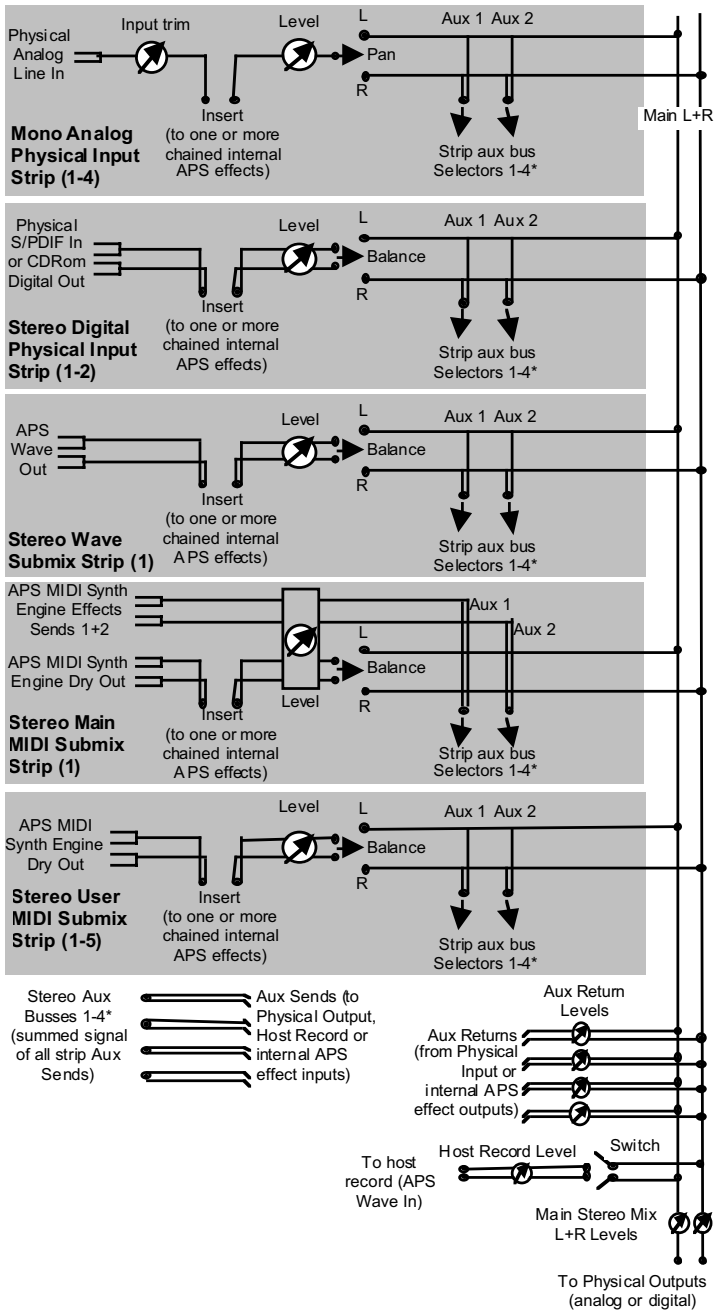 Physical
Analog
Line In
Input trim
Level
L
Pan
R
Aux 1 Aux 2
Main L+R
Insert
(to one or more
chained internal
APS effects)
Strip aux bus
Selectors 1-4*
Mono Analog
Physical Input
Strip (1-4)
Physical
S/PDIF In
or CDRom
Digital Out
Level
L
Balance
R
Aux 1 Aux 2
Insert
(to one or more
chained internal
APS effects)
Strip aux bus
Selectors 1-4*
Stereo Digital
Physical Input
Strip (1-2)
APS
Wave
Out
Level
L
Balance
R
Aux 1 Aux 2
Insert
(to one or more
chained internal
APS effects)
Strip aux bus
Selectors 1-4*
Stereo Wave
Submix Strip (1)
APS MIDI Synth
Engine Effects
Sends 1+2
APS MIDI Synth
Engine Dry Out
Aux 1
Aux 2
L
Balance
R
Level
Insert
(to one or more
chained internal
APS effects)
Strip aux bus
Selectors 1-4*
Stereo Main
MIDI Submix
Strip (1)
APS MIDI
Synth Engine
Dry Out
Level
L
Balance
R
Aux 1 Aux 2
Insert
(to one or more
chained internal
APS effects)
Strip aux bus
Selectors 1-4*
Stereo User
MIDI Submix
Strip (1-5)
Stereo Aux
Busses 1-4*
(summed signal
of all strip Aux
Sends)
Aux Sends (to
Physical Output,
Host Record or
internal APS
effect inputs)
Aux Return
Levels
Aux Returns
(from Physical
Input or
internal APS
effect outputs)
To host
record (APS
Wave In)
Host Record Level
Switch
Main Stereo Mix
L+R Levels
To Physical Outputs
(analog or digital)